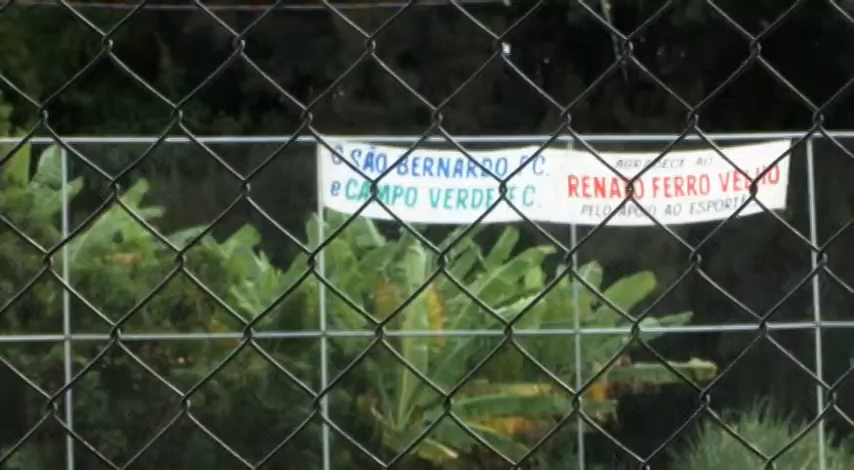 O SÃO BERNARDO F.C.
e CAMPO VERDE F.C.
AGRADECE AO
RENATO FERRO VELHO
PELO APOIO AO ESPORTE